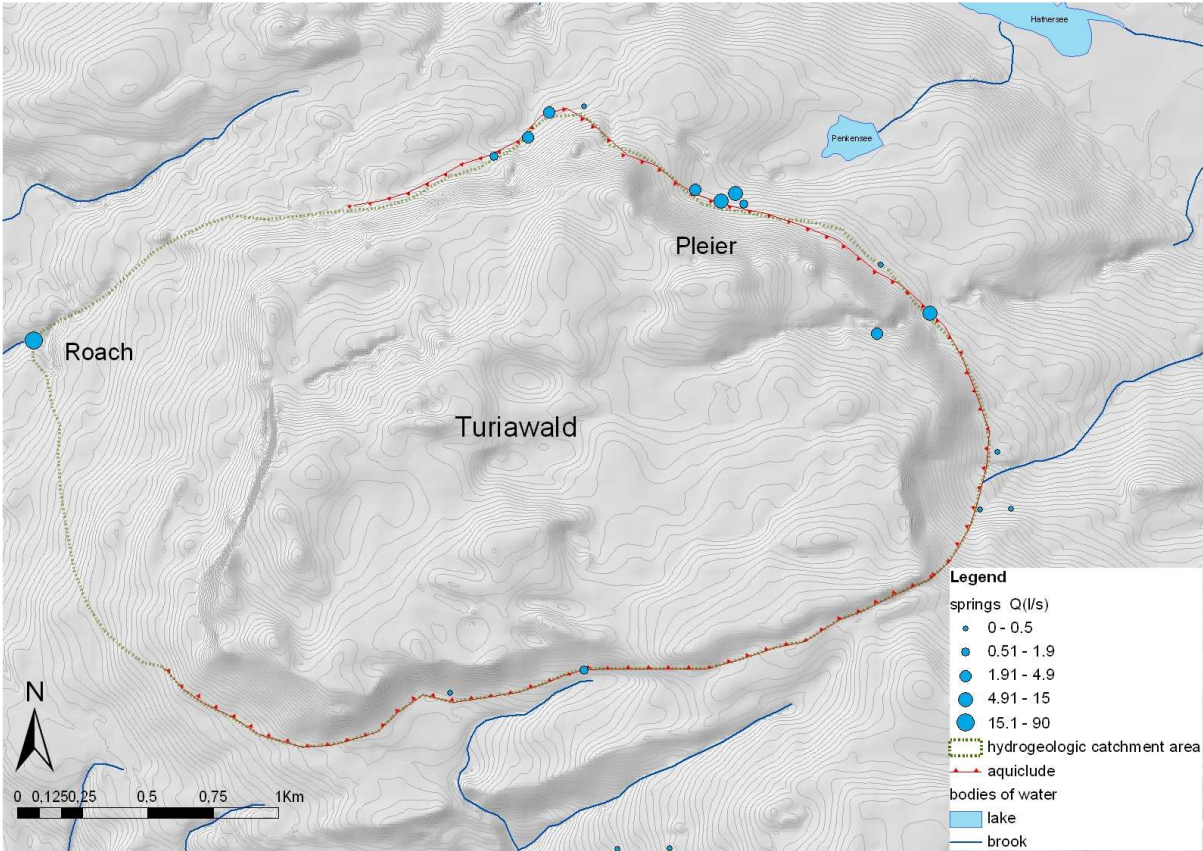 Hafnersee
Penkensee
Pleier
Roach
Turiawald
N
0 0,1250,25 0,5 0,75 1Km
Legend
springs Q(l/s)
0 - 0.5
0.51 - 1.9
1.91 - 4.9
4.91 - 15
15.1 - 90
hydrogeologic catchment area
aquiclude
bodies of water
lake
brook